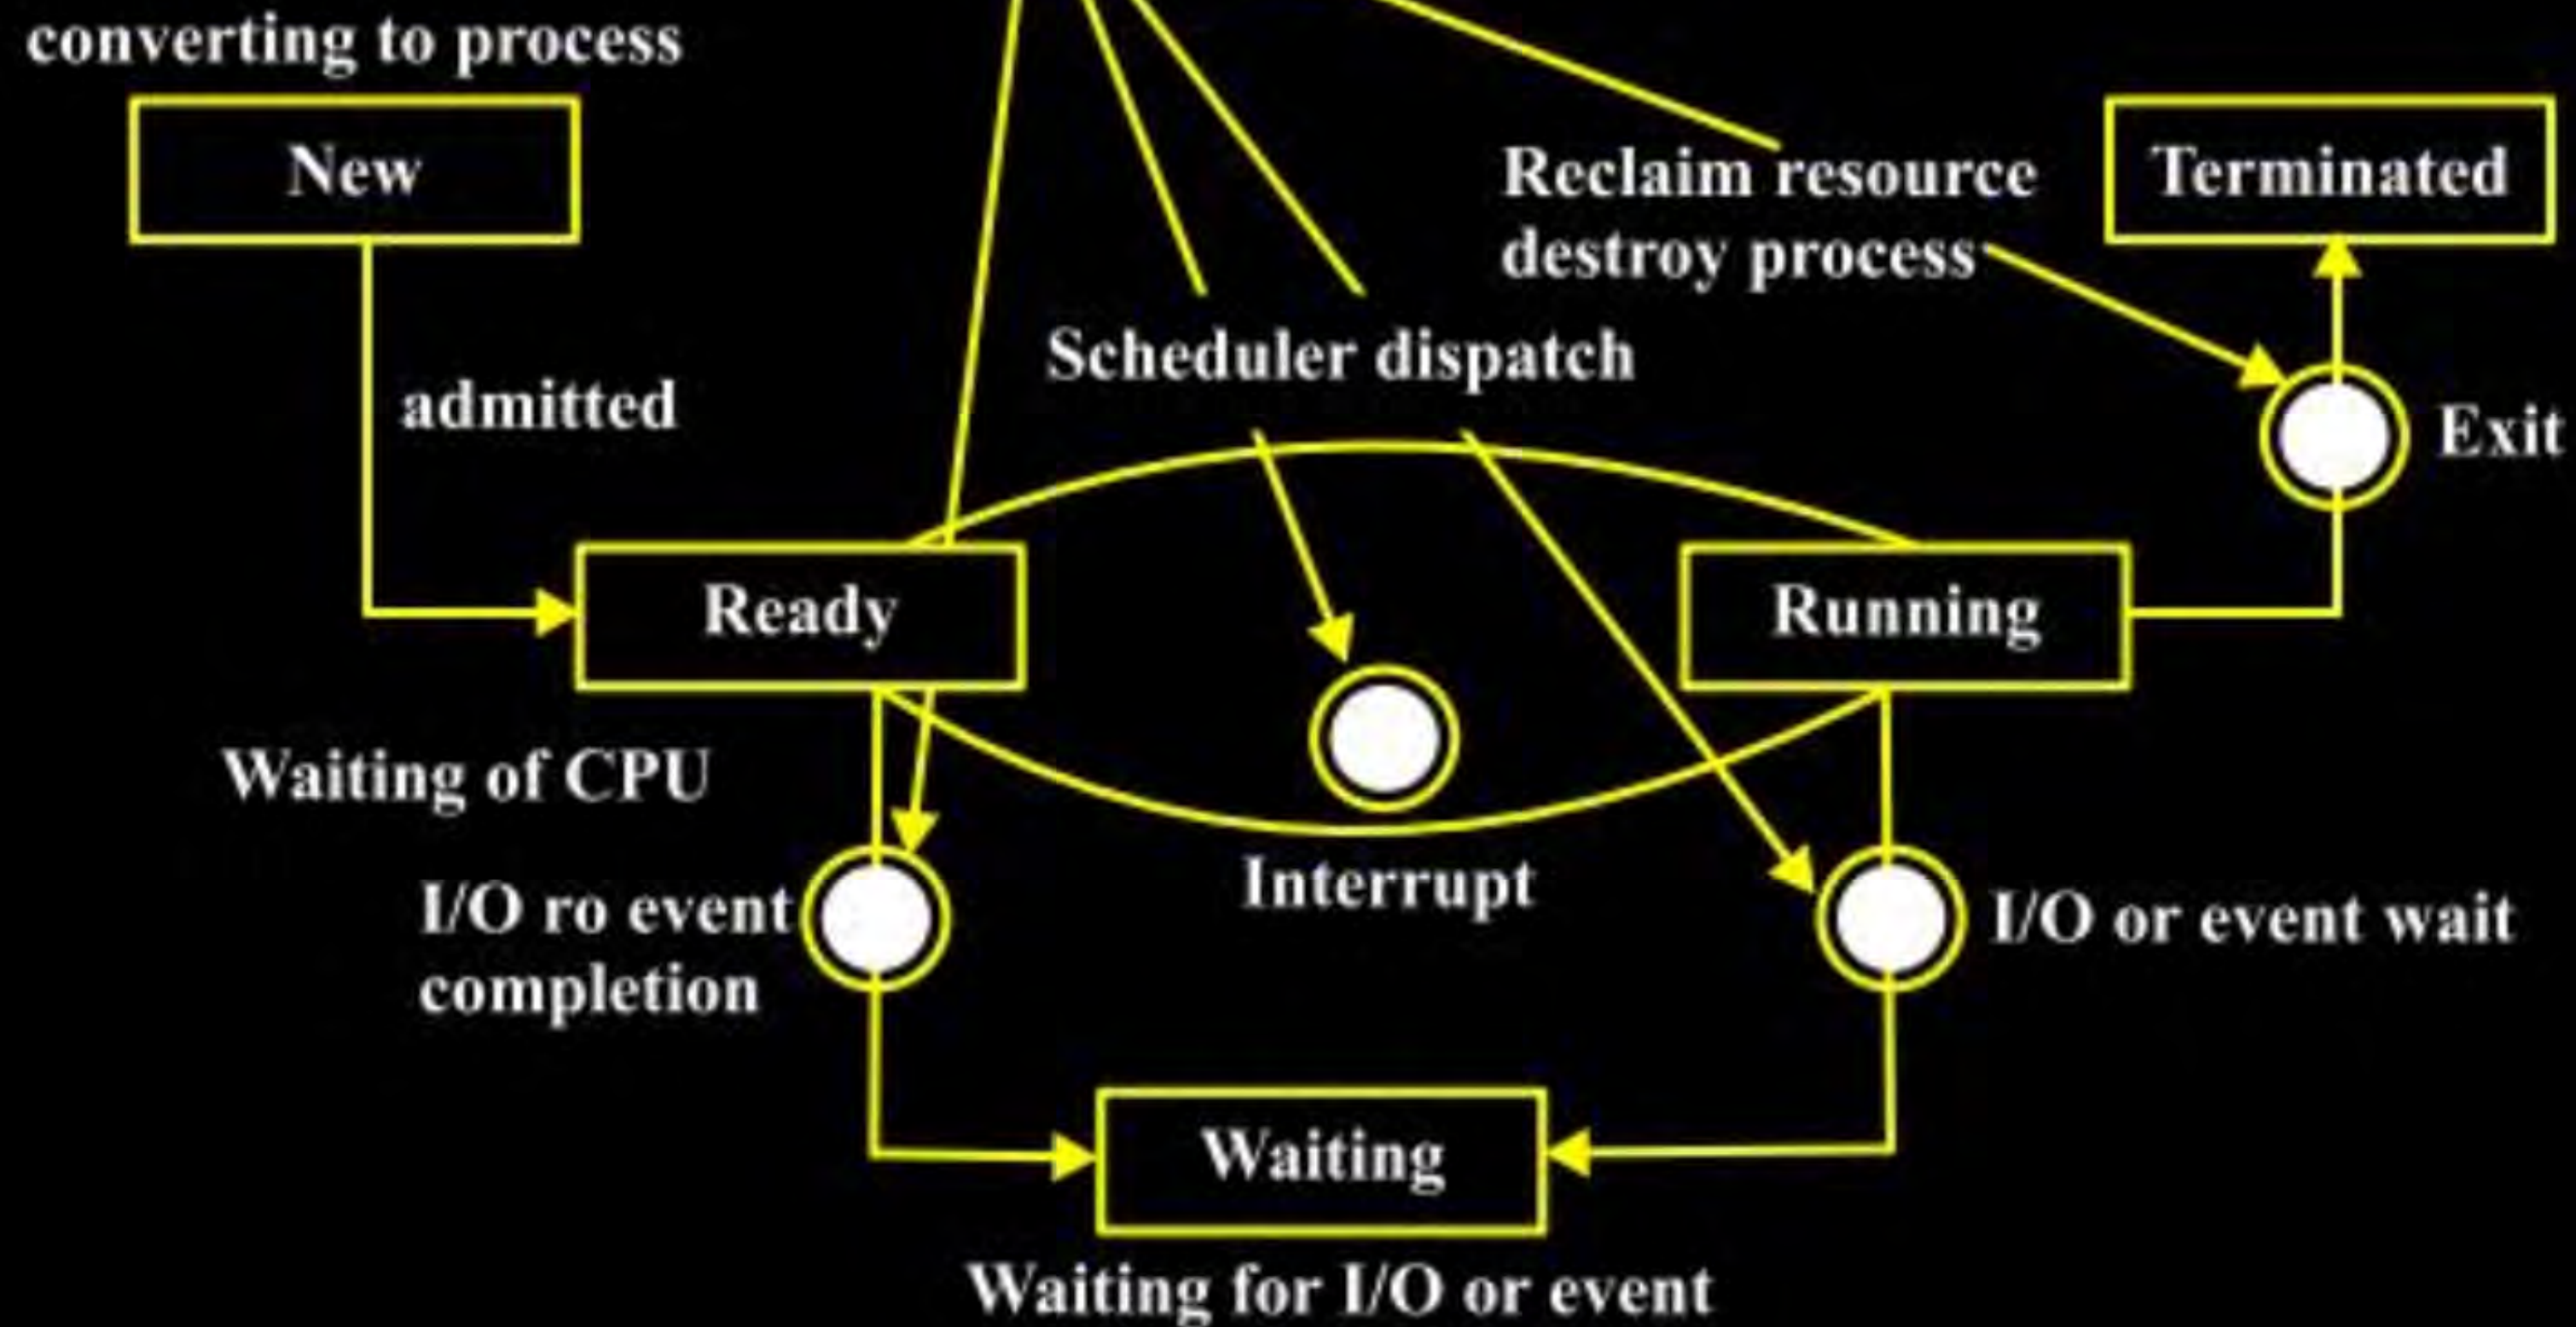 converting to process
New
Terminated
Reclaim resource
destroy process
Scheduler dispatch
admitted
Exit
Ready
Running
Waiting of CPU
I/O ro event
completion
Interrupt
I/O or event wait
Waiting
Waiting for I/O or event